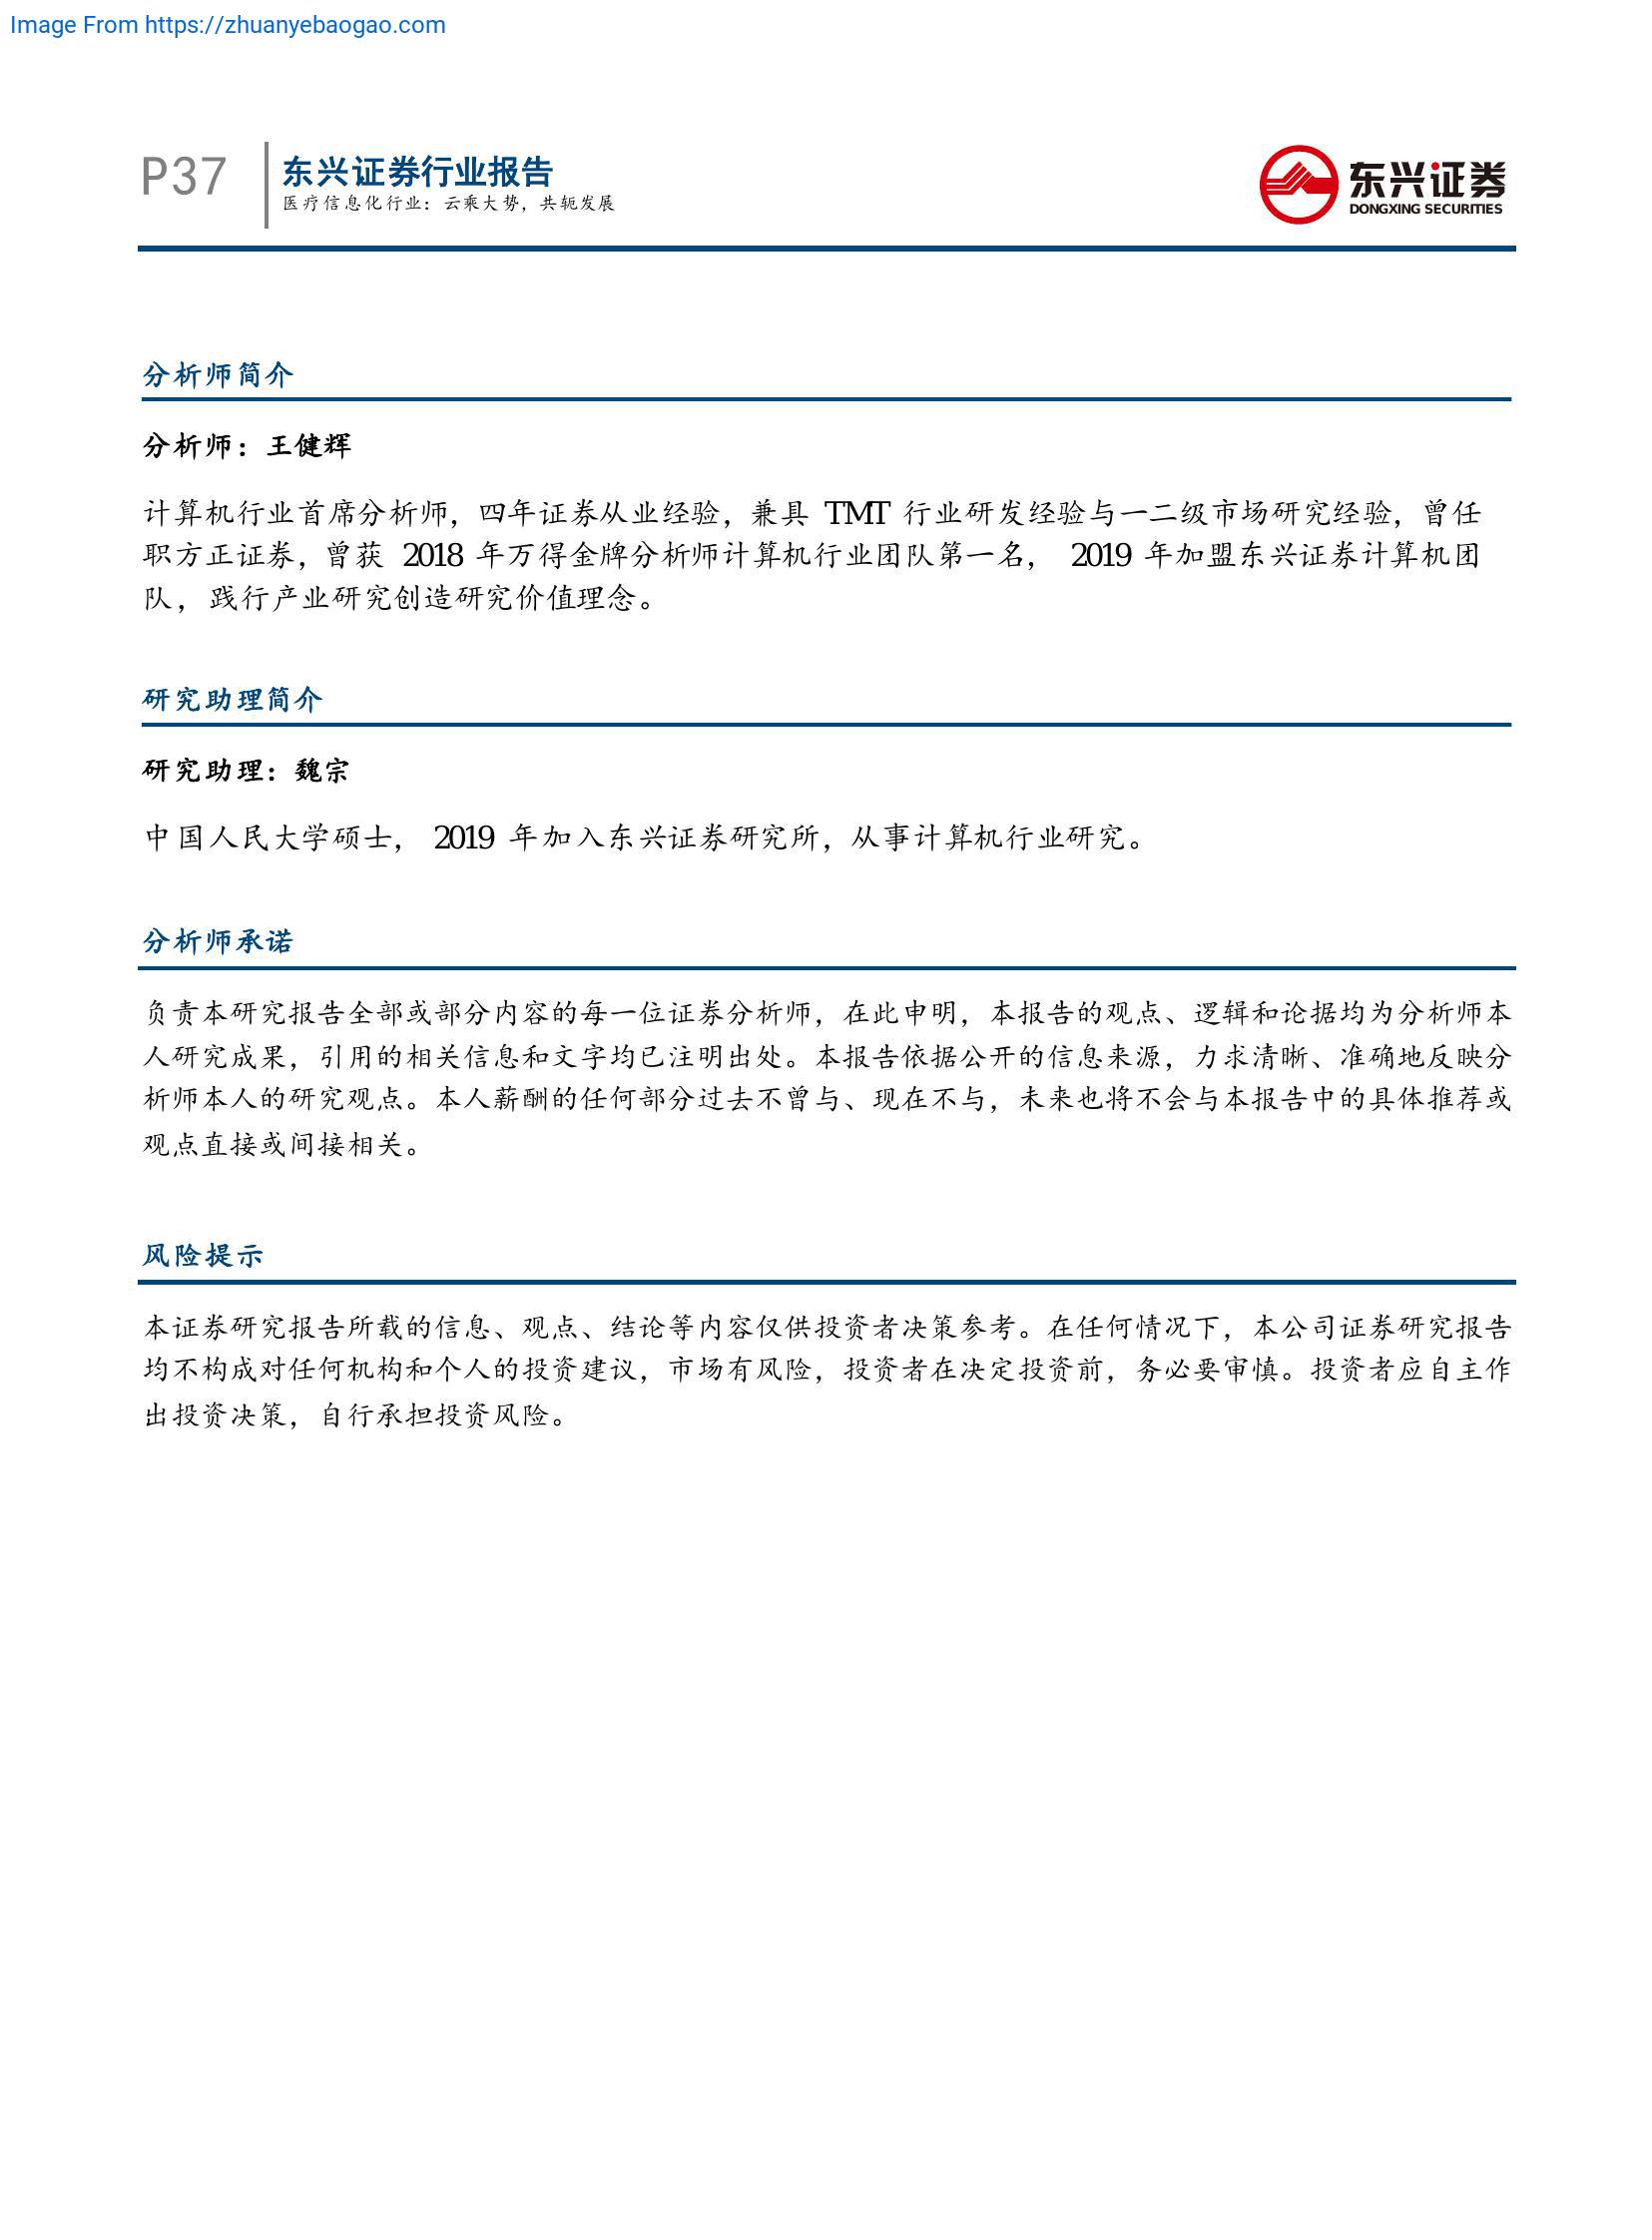 Image From https://zhuanyebaogao.com
P37
东兴证券行业报告
医疗信息化行业：云乘大势，共轭发展
东兴证券
DONGXING SECURITIES
分析师简介
分析师：王健辉
计算机行业首席分析师，四年证券从业经验，兼具 TMT 行业研发经验与一二级市场研究经验，曾任
职方正证券，曾获 2018 年万得金牌分析师计算机行业团队第一名， 2019 年加盟东兴证券计算机团
队，践行产业研究创造研究价值理念。
研究助理简介
研究助理：魏宗
中国人民大学硕士， 2019 年加入东兴证券研究所，从事计算机行业研究。
分析师承诺
负责本研究报告全部或部分内容的每一位证券分析师，在此申明，本报告的观点、逻辑和论据均为分析师本
人研究成果，引用的相关信息和文字均已注明出处。本报告依据公开的信息来源，力求清晰、准确地反映分
析师本人的研究观点。本人薪酬的任何部分过去不曾与、现在不与，未来也将不会与本报告中的具体推荐或
观点直接或间接相关。
风险提示
本证券研究报告所载的信息、观点、结论等内容仅供投资者决策参考。在任何情况下，本公司证券研究报告
均不构成对任何机构和个人的投资建议，市场有风险，投资者在决定投资前，务必要审慎。投资者应自主作
出投资决策，自行承担投资风险。